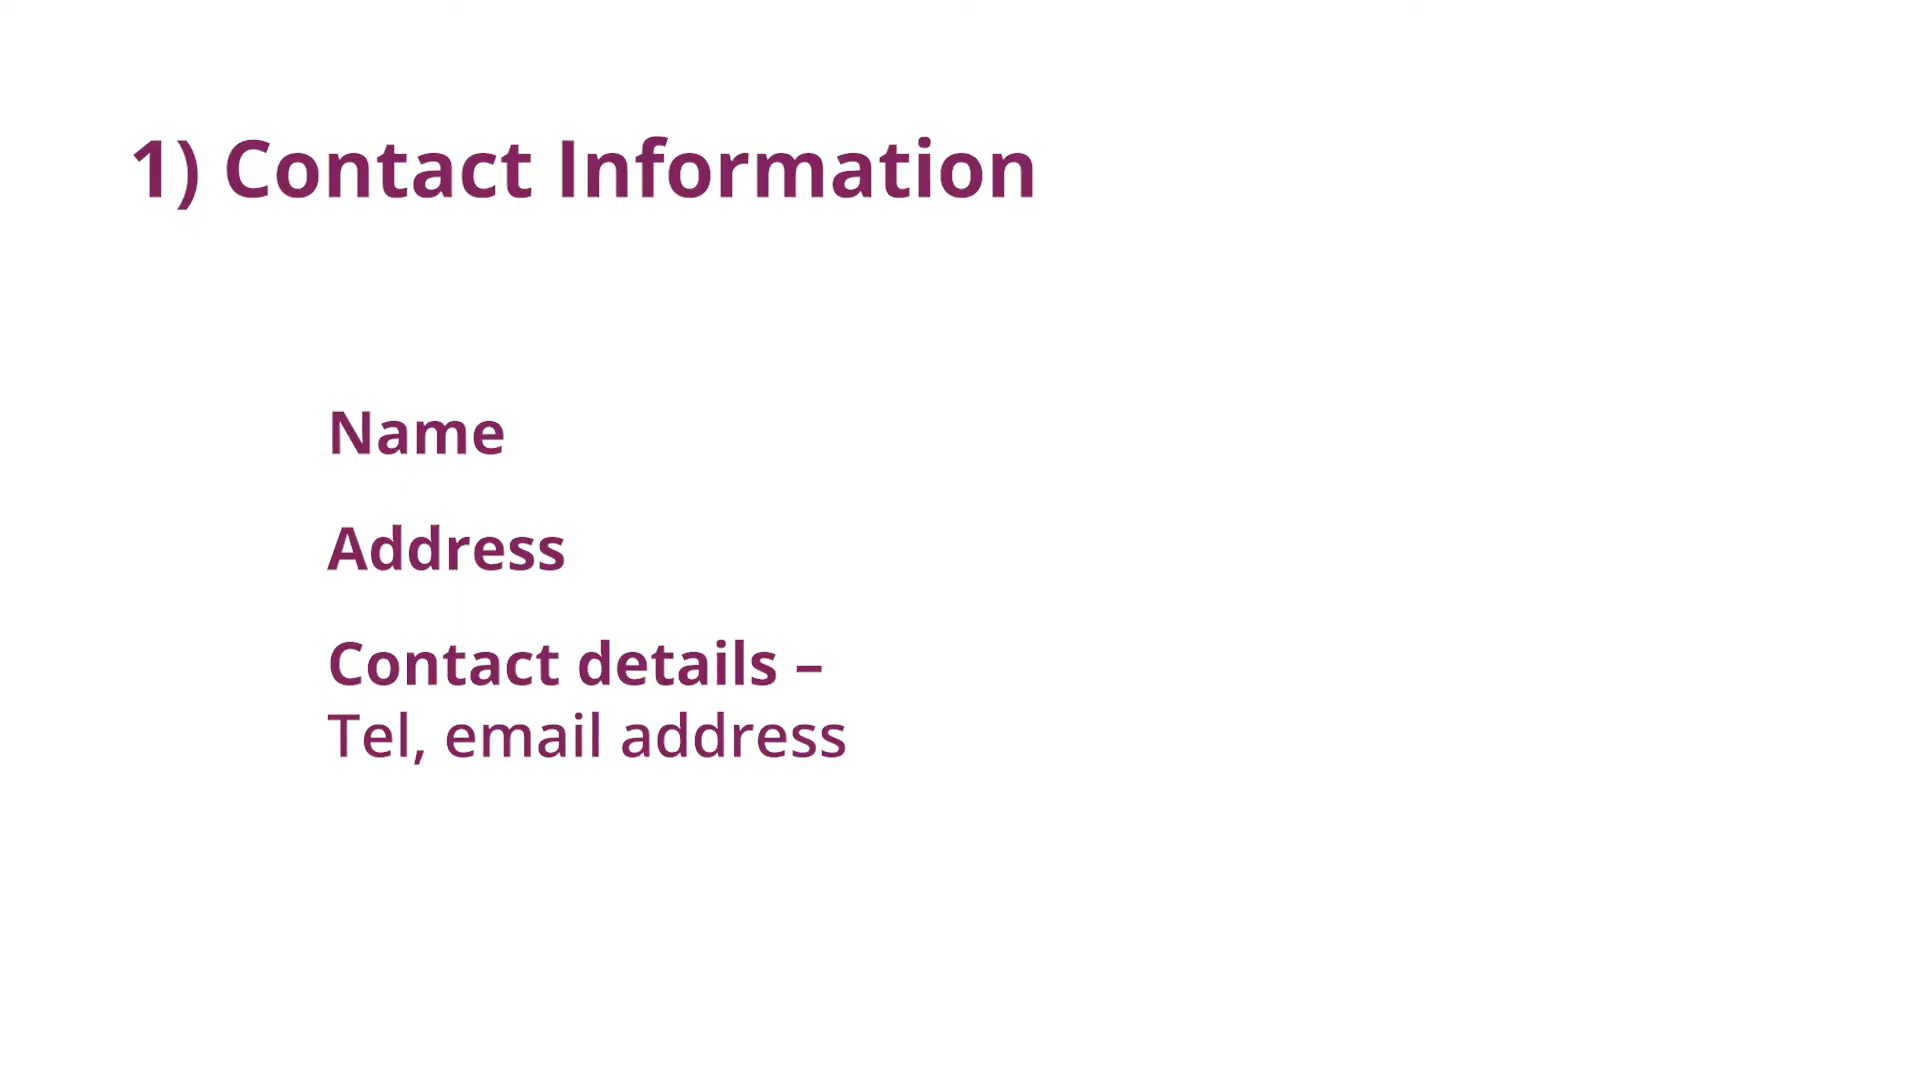 1) Contact Information
Name
Address
Contact details –
Tel, email address